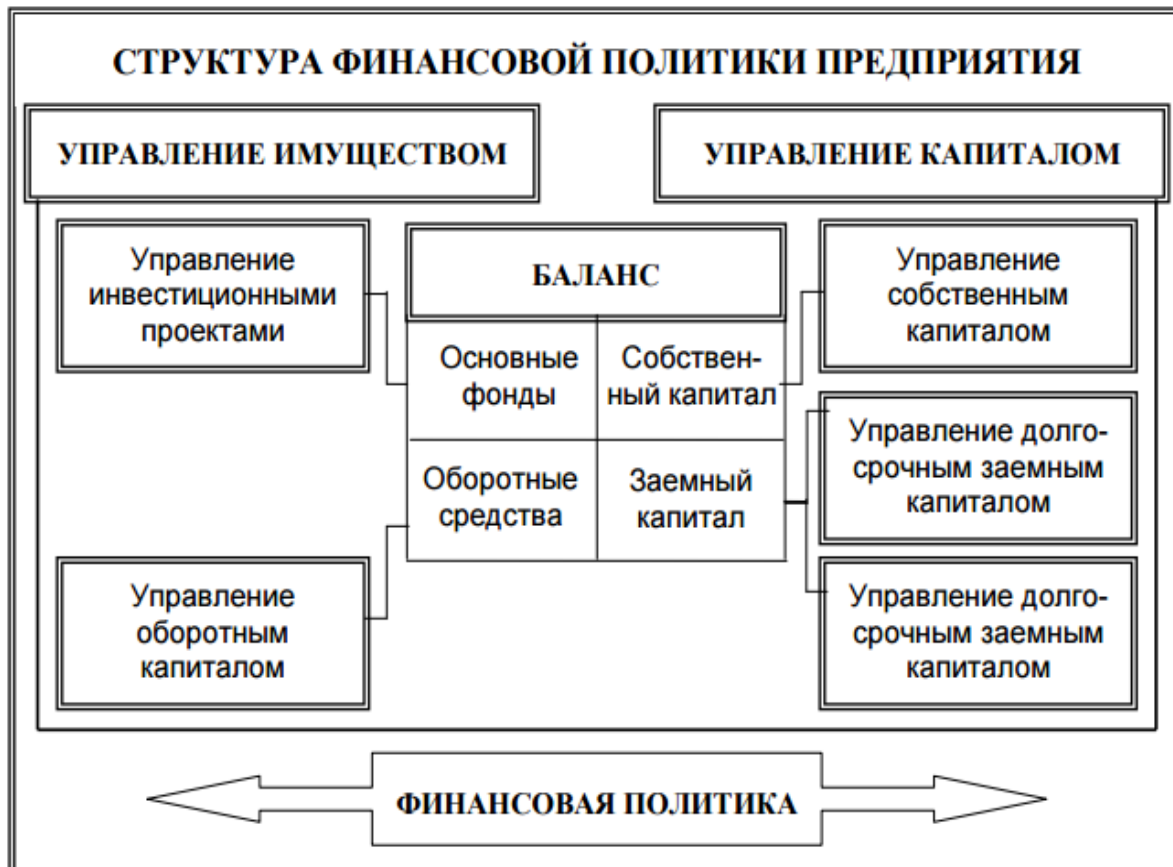 СТРУКТУРА ФИНАНСОВОЙ ПОЛИТИКИ ПРЕДПРИЯТИЯ
УПРАВЛЕНИЕ ИМУЩЕСТВОМ
УПРАВЛЕНИЕ КАПИТАЛОМ
Управление
инвестиционными
проектами
БАЛАНС
Основные
фонды
Собствен-
ный капитал
Оборотные
средства
Заемный
капитал
Управление
собственным
капиталом
Управление долго-
срочным заемным
капиталом
Управление
оборотным
капиталом
Управление долго-
срочным заемным
капиталом
ФИНАНСОВАЯ ПОЛИТИКА